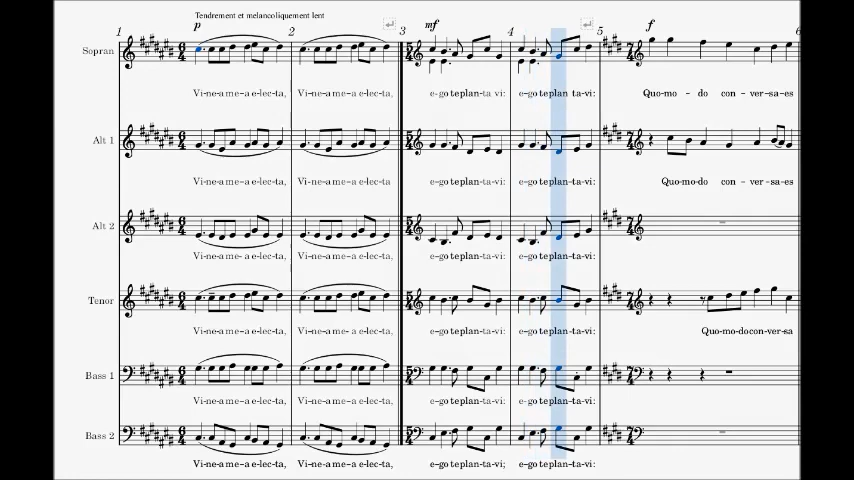 Tendrement et melancoliquement lent
p mf f
1 2 3 4 5 6
Sopran
Vi-ne-a me-a e-lec-ta, Vi-ne-a me-a e-lec-ta e-go te plan-ta vi: e-go te plan ta-vi: Quo-mo-do con-ver-sa-es
Alt 1
Vi-ne-a me-a e-lec-ta, Vi-ne-a me-a e-lec-ta e-go te plan-ta-vi: e-go te plan-ta-vi: Quo-mo-do con-ver-sa-es
Alt 2
Vi-ne-a me-a e-lec-ta, Vi-ne-a me-a e-lec-ta, e-go te plan-ta-vi: e-go te plan-ta-vi:
Tenor
Vi-ne-a me-a e-lec-ta, Vi-ne-a me-a e-lec-ta, e-go te plan-ta-vi: e-go te plan-ta-vi: Quo-mo-do con-ver-sa
Bass 1
Vi-ne-a me-a e-lec-ta, Vi-ne-a me-a e-lec-ta, e-go te plan-ta-vi: e-go te plan-ta-vi:
Bass 2
Vi-ne-a me-a e-lec-ta, Vi-ne-a me-a e-lec-ta, e-go te plan-ta-vi; e-go te plan-ta-vi: